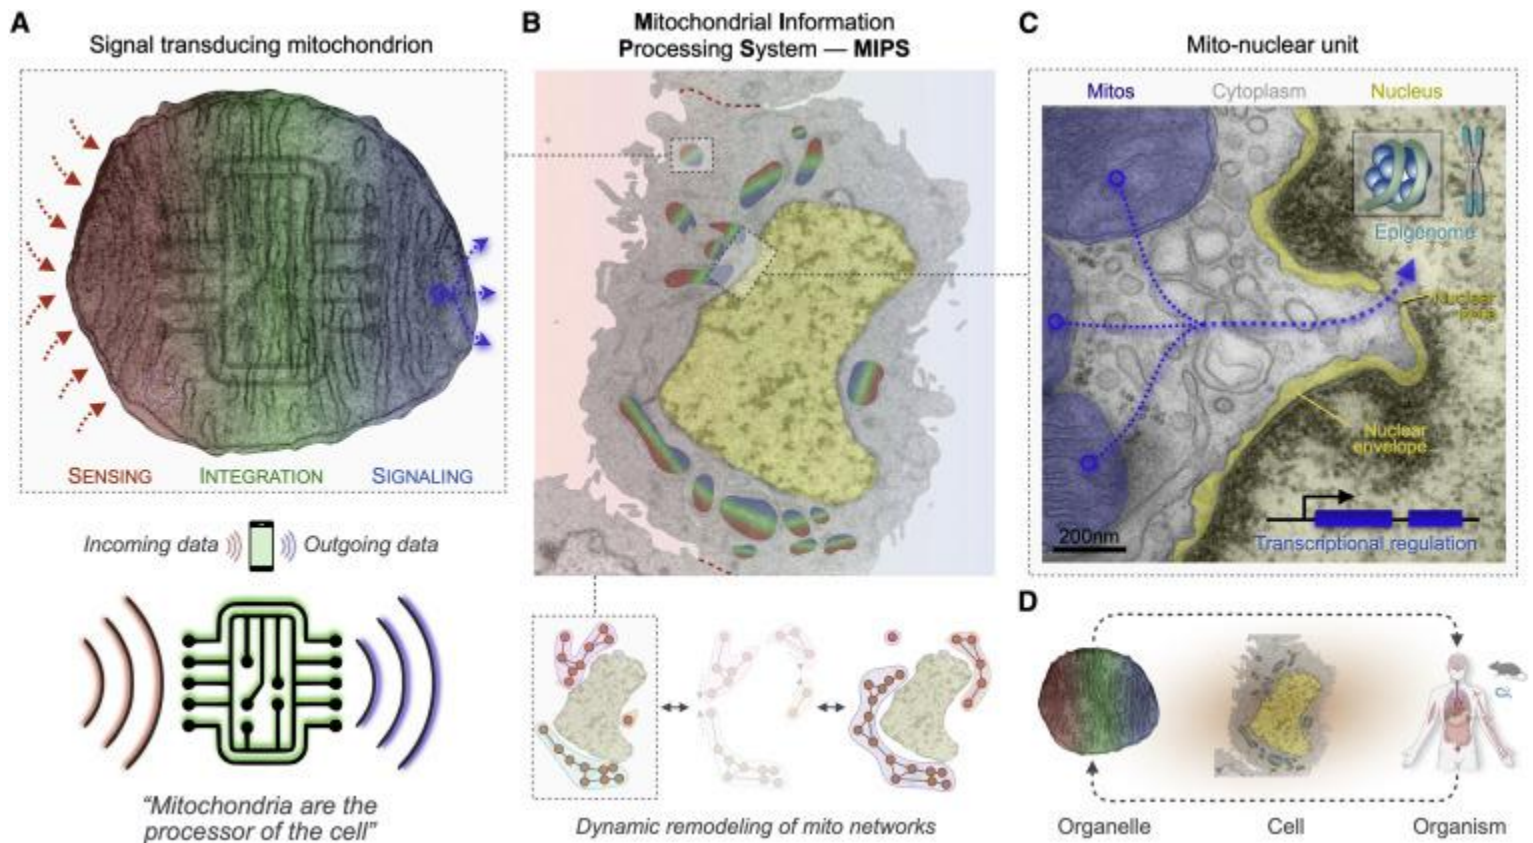 A
Signal transducing mitochondrion
SENSING
INTEGRATION
SIGNALING
Incoming data
Outgoing data
"Mitochondria are the
processor of the cell"
B
Mitochondrial Information
Processing System — MIPS
Dynamic remodeling of mito networks
C
Mito-nuclear unit
Mitos
Cytoplasm
Nucleus
Epigenome
Nuclear
pore
Nuclear
envelope
200nm
Transcriptional regulation
D
Organelle
Cell
Organism